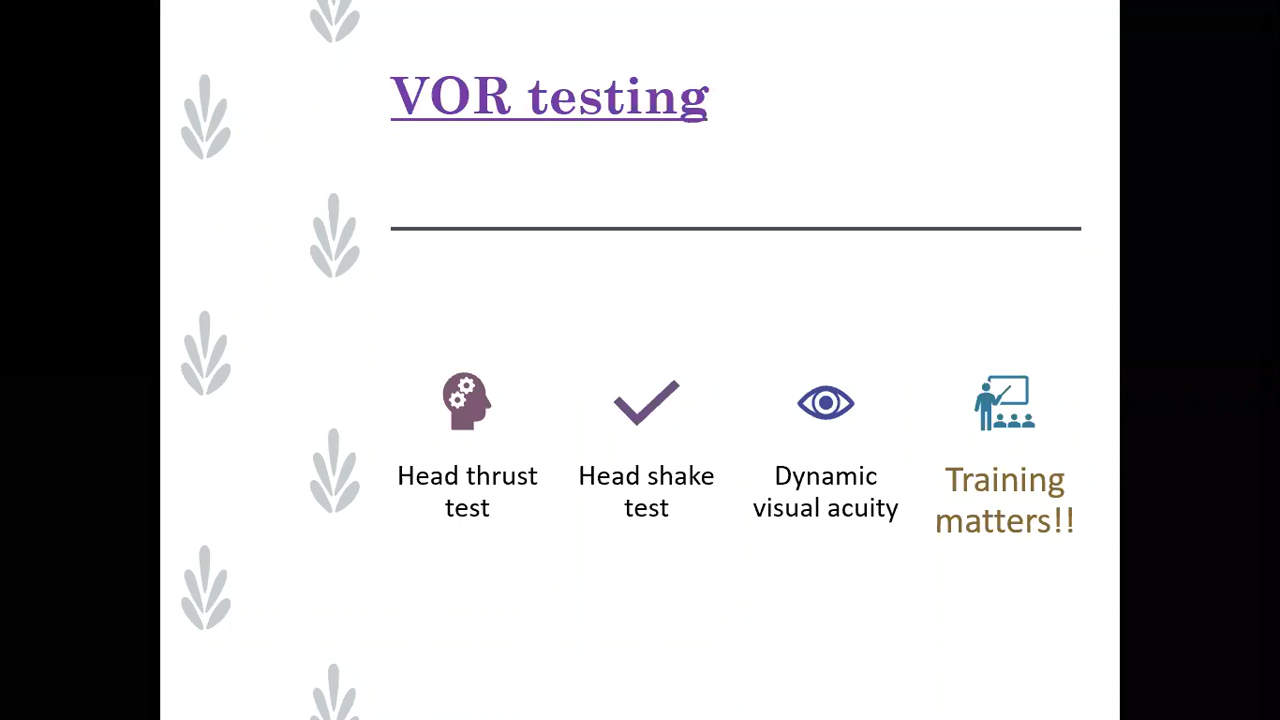 VOR testing
Head thrust
test
Head shake
test
Dynamic
visual acuity
Training
matters!!